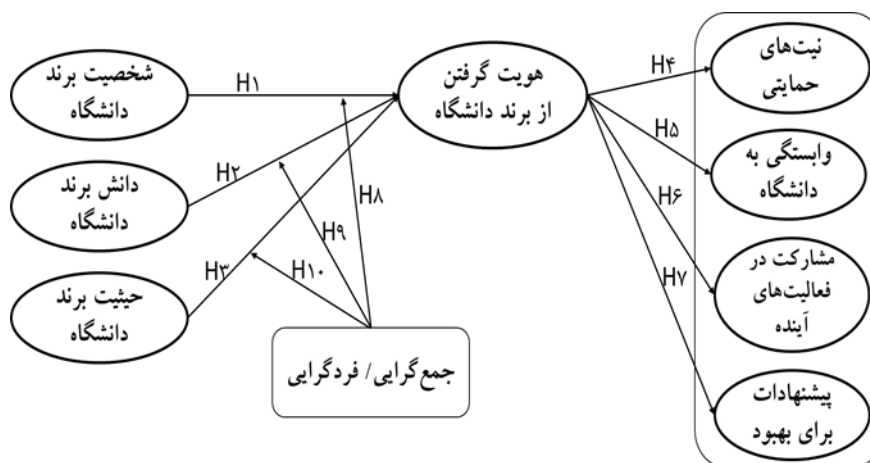 شخصیت برند
دانشگاه
دانش برند
دانشگاه
حیثیت برند
دانشگاه
H۱
H۲
H۳
هویت گرفتن
از برند دانشگاه
H۸
H۹
H۱۰
جمع‌گرایی/ فردگرایی
H۴
H۵
H۶
H۷
نیت‌های
حمایتی
وابستگی به
دانشگاه
مشارکت در
فعالیت‌های
آینده
پیشنهادات
برای بهبود